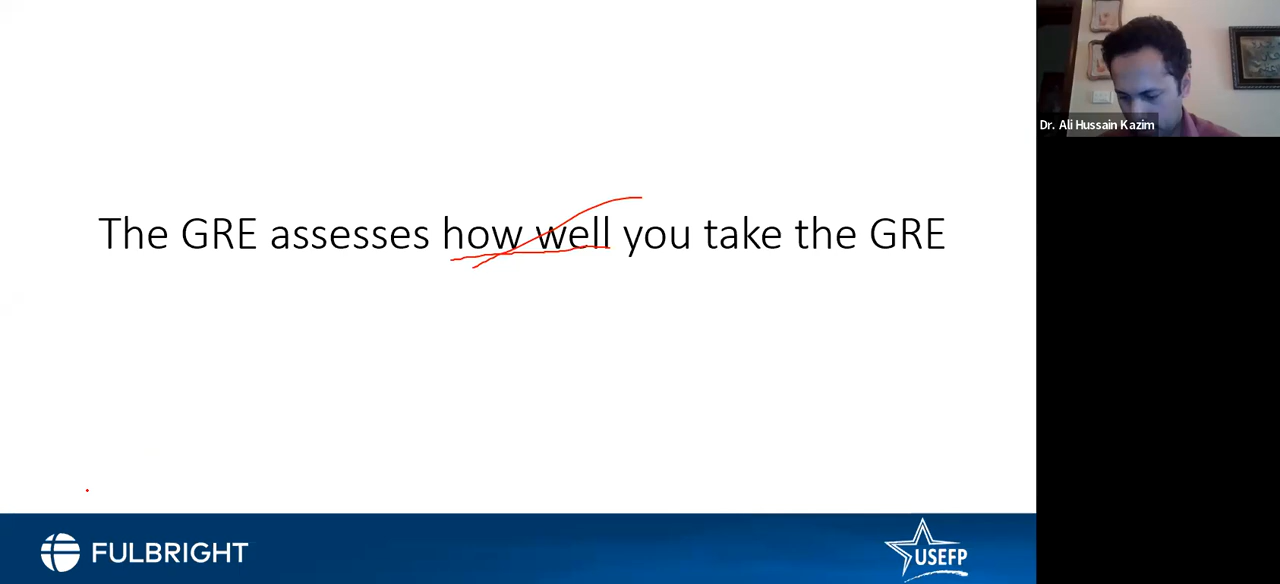 The GRE assesses how well you take the GRE
Dr. Ali Hussain Kazim
FULBRIGHT
USEFP